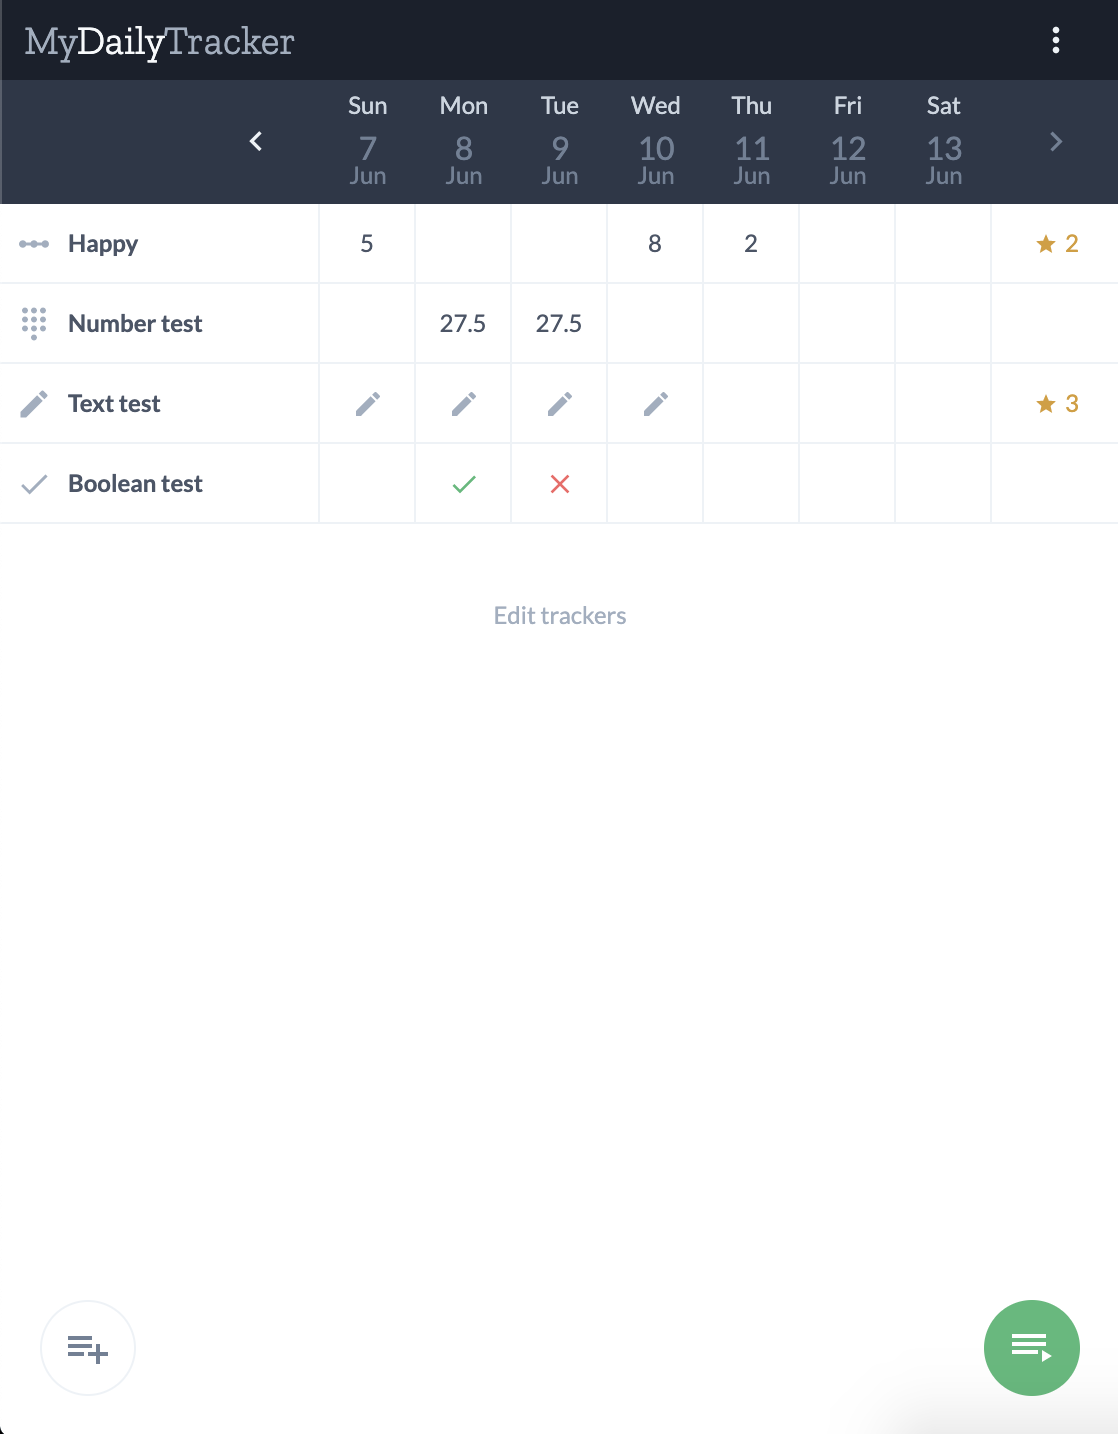 MyDailyTracker
Sun Mon Tue Wed Thu Fri Sat
7 8 9 10 11 12 13
Jun Jun Jun Jun Jun Jun Jun
Happy 5 8 2 2
Number test 27.5 27.5
Text test 3
Boolean test
Edit trackers